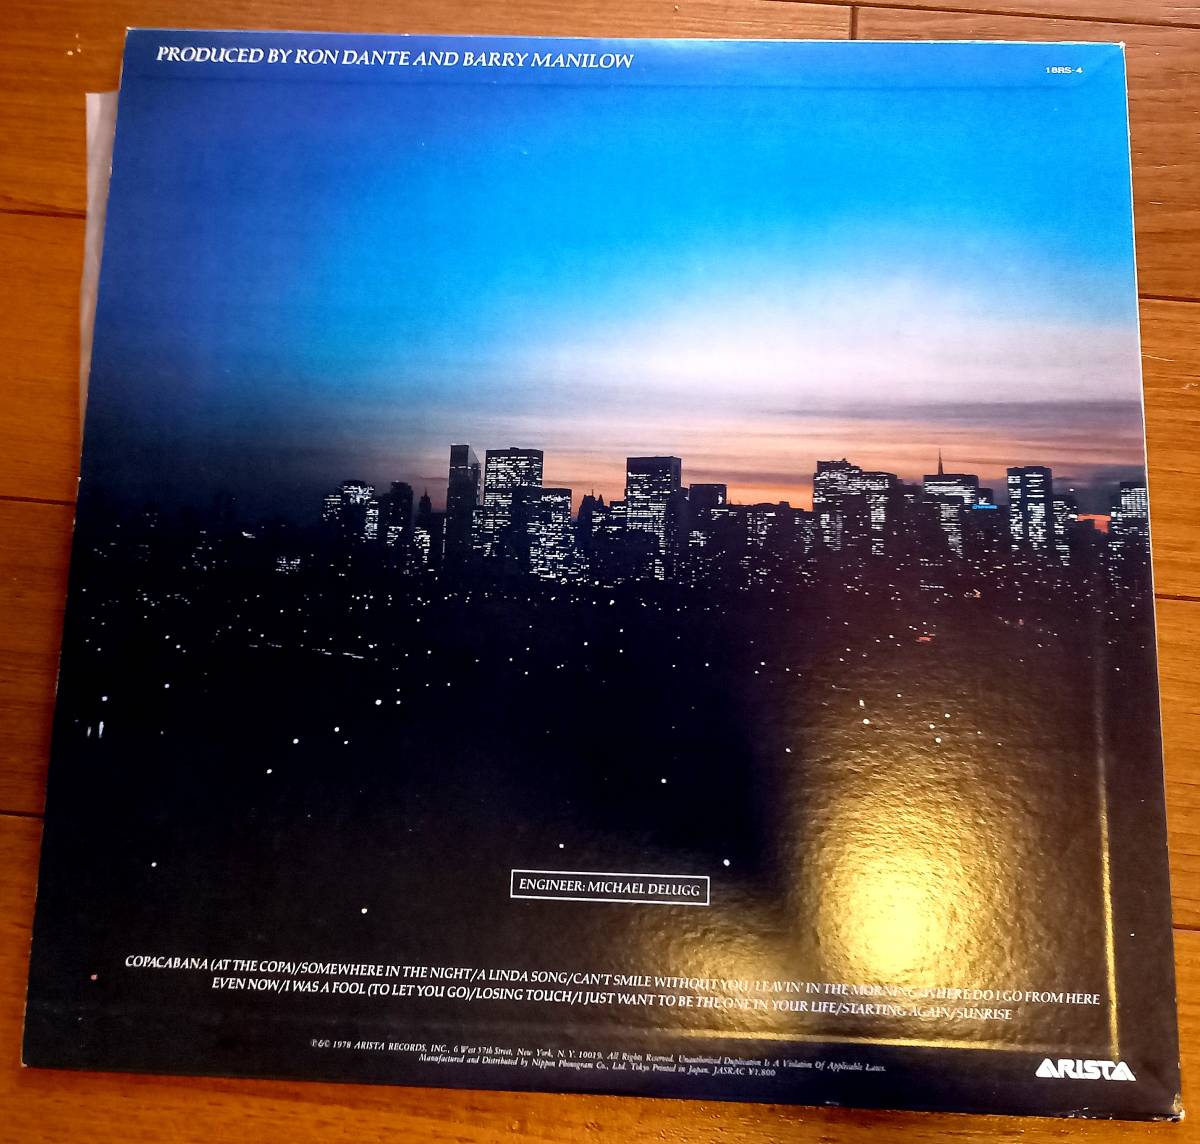 PRODUCED BY RON DANTE AND BARRY MANILOW
18RS-4
ENGINEER: MICHAEL DELUGG
COPACABANA (AT THE COPA)/SOMEWHERE IN THE NIGHT/A LINDA SONG/CAN'T SMILE WITHOUT YOU/LEAVIN' IN THE MORNING/WHERE DO I GO FROM HERE
EVEN NOW/I WAS A FOOL (TO LET YOU GO)/LOSING TOUCH/I JUST WANT TO BE THE ONE IN YOUR LIFE/STARTING AGAIN/SUNRISE
℗&© 1978 ARISTA RECORDS, INC., 6 West 57th Street, New York, N. Y. 10019. All Rights Reserved. Unauthorized Duplication Is A Violation Of Applicable Laws.
Manufactured and Distributed by Nippon Phonogram Co., Ltd. Tokyo Printed in Japan. JASRAC ¥1,800
ARISTA